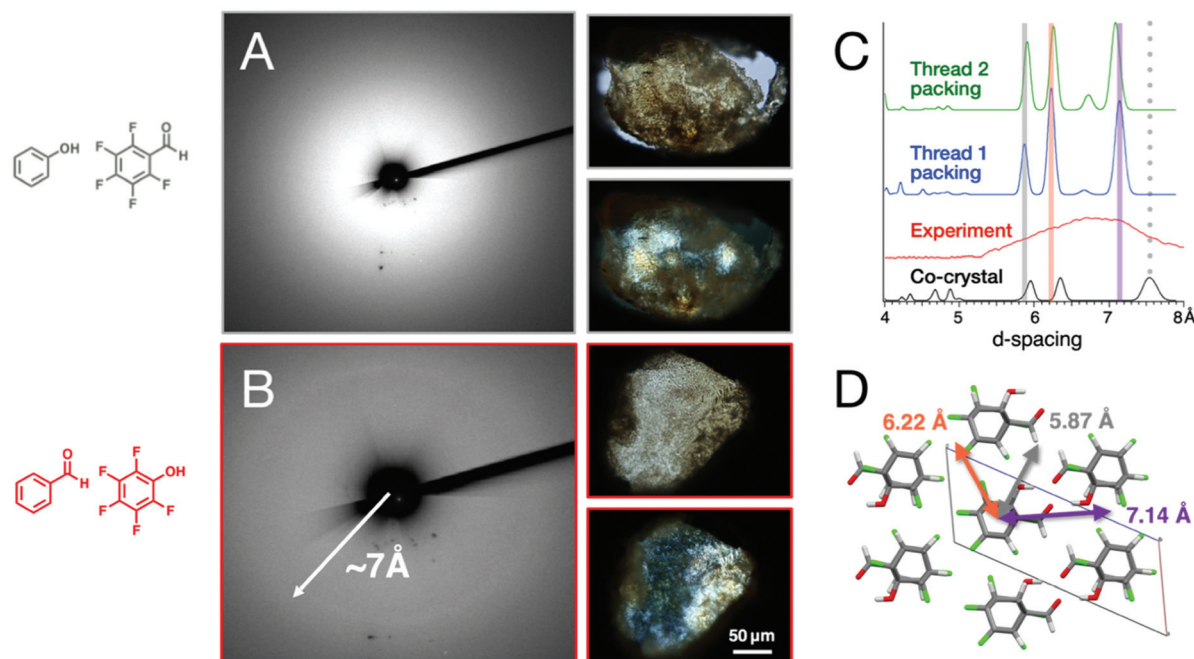 A
OH
F
F
F
F
F
O
H
B
O
H
F
F
F
F
F
OH
~7Å
50 µm
C
Thread 2
packing
Thread 1
packing
Experiment
Co-crystal
4
5
6
7
8Å
d-spacing
D
6.22 Å
5.87 Å
7.14 Å